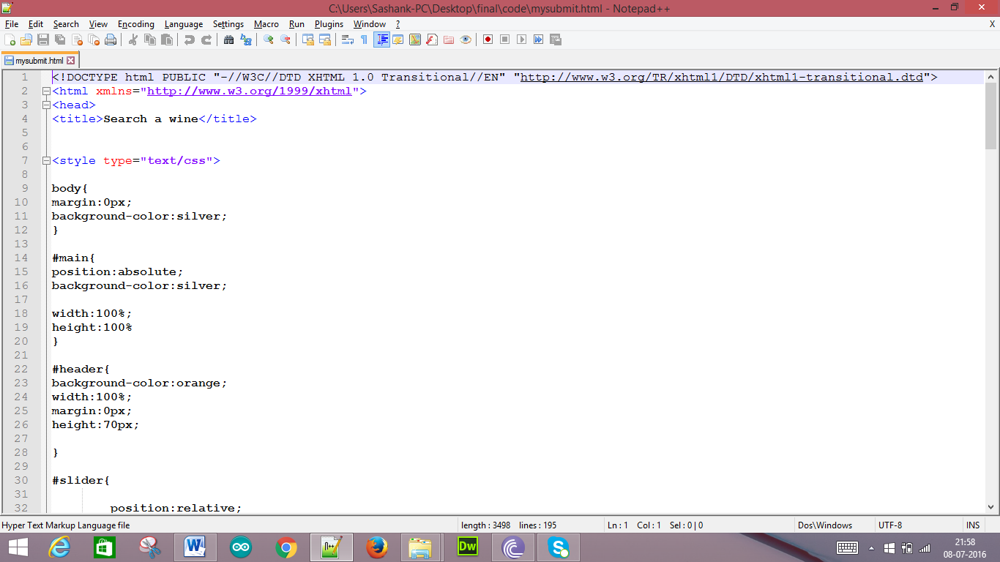 C:\Users\Sashank-PC\Desktop\final\code\mysubmit.html - Notepad++
File Edit Search View Encoding Language Settings Macro Run Plugins Window ? X
mysubmit.html
1 <!DOCTYPE html PUBLIC "-//W3C//DTD XHTML 1.0 Transitional//EN" "http://www.w3.org/TR/xhtml1/DTD/xhtml1-transitional.dtd">
2 <html xmlns="http://www.w3.org/1999/xhtml">
3 <head>
4 <title>Search a wine</title>
5
6
7 <style type="text/css">
8
9 body{
10 margin:0px;
11 background-color:silver;
12 }
13
14 #main{
15 position:absolute;
16 background-color:silver;
17
18 width:100%;
19 height:100%
20 }
21
22 #header{
23 background-color:orange;
24 width:100%;
25 margin:0px;
26 height:70px;
27
28 }
29
30 #slider{
31
32 position:relative;
Hyper Text Markup Language file length : 3498 lines : 195 Ln : 1 Col : 1 Sel : 0 | 0 Dos\Windows UTF-8 INS
W n++ Dw S
21:58
08-07-2016